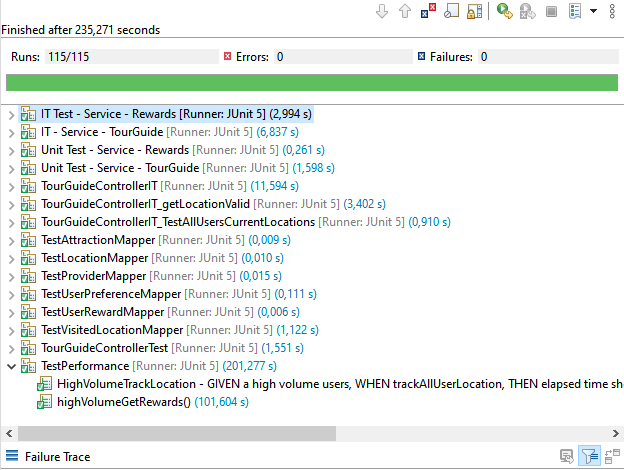 Finished after 235,271 seconds
Runs: 115/115 Errors: 0 Failures: 0
IT Test - Service - Rewards [Runner: JUnit 5] (2,994 s)
IT - Service - TourGuide [Runner: JUnit 5] (6,837 s)
Unit Test - Service - Rewards [Runner: JUnit 5] (0,261 s)
Unit Test - Service - TourGuide [Runner: JUnit 5] (1,598 s)
TourGuideControllerIT [Runner: JUnit 5] (11,594 s)
TourGuideControllerIT_getLocationValid [Runner: JUnit 5] (3,402 s)
TourGuideControllerIT_TestAllUsersCurrentLocations [Runner: JUnit 5] (0,910 s)
TestAttractionMapper [Runner: JUnit 5] (0,009 s)
TestLocationMapper [Runner: JUnit 5] (0,010 s)
TestProviderMapper [Runner: JUnit 5] (0,015 s)
TestUserPreferenceMapper [Runner: JUnit 5] (0,111 s)
TestUserRewardMapper [Runner: JUnit 5] (0,006 s)
TestVisitedLocationMapper [Runner: JUnit 5] (1,122 s)
TourGuideControllerTest [Runner: JUnit 5] (1,551 s)
TestPerformance [Runner: JUnit 5] (201,277 s)
HighVolumeTrackLocation - GIVEN a high volume users, WHEN trackAllUserLocation, THEN elapsed time sh
highVolumeGetRewards() (101,604 s)
Failure Trace